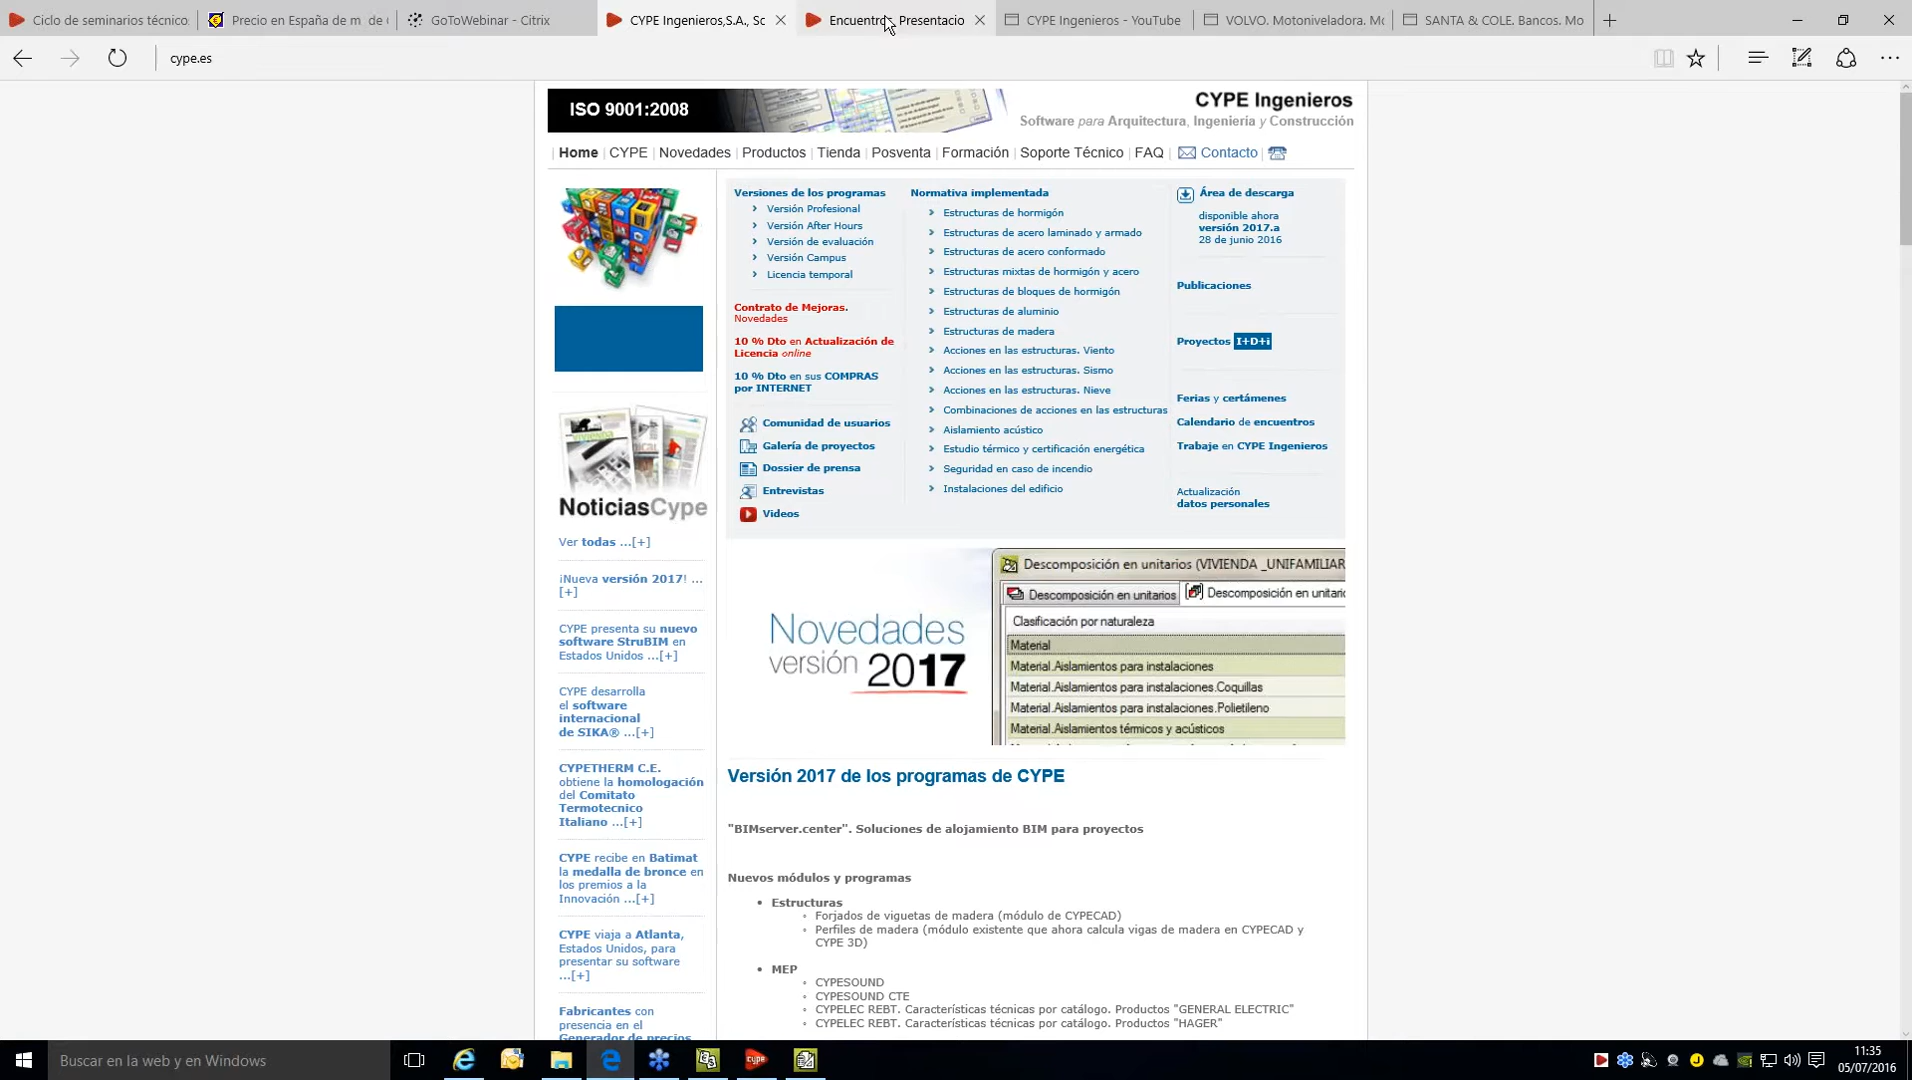 Ciclo de seminarios técnico:
Precio en España de m de
GoToWebinar - Citrix
CYPE Ingenieros,S.A., Sc
Encuentros. Presentacio
CYPE Ingenieros - YouTube
VOLVO. Motoniveladora. Mo
SANTA & COLE. Bancos. Mo
cype.es
ISO 9001:2008
CYPE Ingenieros
Software para Arquitectura, Ingeniería y Construcción
Home | CYPE | Novedades | Productos | Tienda | Posventa | Formación | Soporte Técnico | FAQ | Contacto |
Versiones de los programas
Versión Profesional
Versión After Hours
Versión de evaluación
Versión Campus
Licencia temporal
Contrato de Mejoras.
Novedades
10 % Dto en Actualización de
Licencia online
10 % Dto en sus COMPRAS
por INTERNET
Comunidad de usuarios
Galería de proyectos
Dossier de prensa
Entrevistas
Videos
Normativa implementada
Estructuras de hormigón
Estructuras de acero laminado y armado
Estructuras de acero conformado
Estructuras mixtas de hormigón y acero
Estructuras de bloques de hormigón
Estructuras de aluminio
Estructuras de madera
Acciones en las estructuras. Viento
Acciones en las estructuras. Sismo
Acciones en las estructuras. Nieve
Combinaciones de acciones en las estructuras
Aislamiento acústico
Estudio térmico y certificación energética
Seguridad en caso de incendio
Instalaciones del edificio
Área de descarga
disponible ahora
versión 2017.a
28 de junio 2016
Publicaciones
Proyectos I+D+i
Ferias y certámenes
Calendario de encuentros
Trabaje en CYPE Ingenieros
Actualización
datos personales
NoticiasCype
Ver todas ...[+]
¡Nueva versión 2017! ...
[+]
CYPE presenta su nuevo
software StruBIM en
Estados Unidos ...[+]
CYPE desarrolla
el software
internacional
de SIKA® ...[+]
CYPETHERM C.E.
obtiene la homologación
del Comitato
Termotecnico
Italiano ...[+]
CYPE recibe en Batimat
la medalla de bronce en
los premios a la
Innovación ...[+]
CYPE viaja a Atlanta,
Estados Unidos, para
presentar su software
...[+]
Fabricantes con
presencia en el
Generador de precios
Novedades
versión 2017
Descomposición en unitarios (VIVIENDA _UNIFAMILIAR
Descomposición en unitarios
Descomposición en unitario
Clasificación por naturaleza
Material
Material.Aislamientos para instalaciones
Material.Aislamientos para instalaciones.Coquillas
Material.Aislamientos para instalaciones.Polietileno
Material.Aislamientos térmicos y acústicos
Versión 2017 de los programas de CYPE
"BIMserver.center". Soluciones de alojamiento BIM para proyectos
Nuevos módulos y programas
• Estructuras
◦ Forjados de viguetas de madera (módulo de CYPECAD)
◦ Perfiles de madera (módulo existente que ahora calcula vigas de madera en CYPECAD y
CYPE 3D)
• MEP
◦ CYPESOUND
◦ CYPESOUND CTE
◦ CYPELEC REBT. Características técnicas por catálogo. Productos "GENERAL ELECTRIC"
◦ CYPELEC REBT. Características técnicas por catálogo. Productos "HAGER"
Buscar en la web y en Windows
cype
11:35
05/07/2016